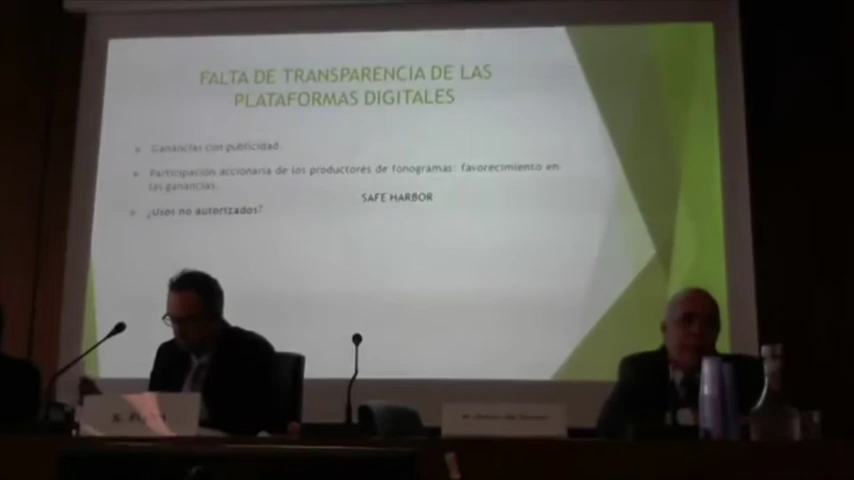 FALTA DE TRANSPARENCIA DE LAS
PLATAFORMAS DIGITALES
Ganancias con publicidad.
Participación accionaria de los productores de fonogramas: favorecimiento en
las ganancias.
SAFE HARBOR
¿Usos no autorizados?